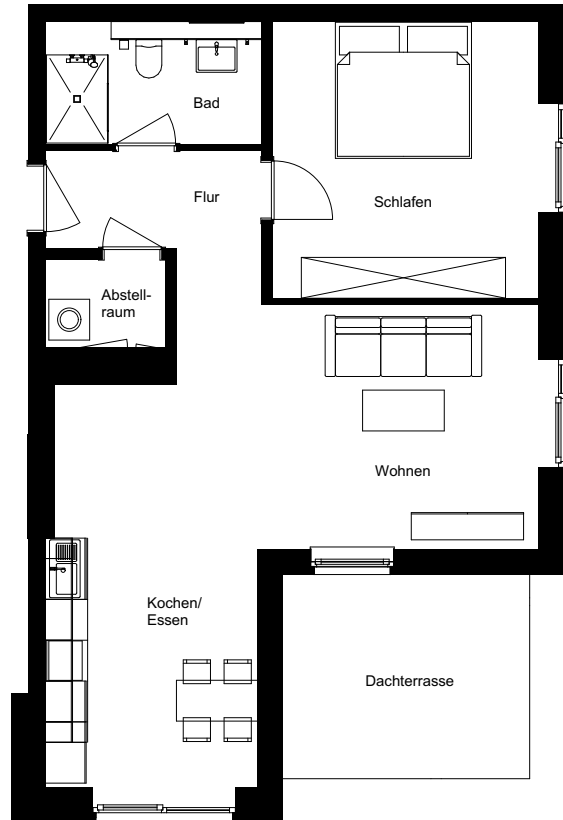 Bad
Flur
Schlafen
Abstell-
raum
Wohnen
Kochen/
Essen
Dachterrasse